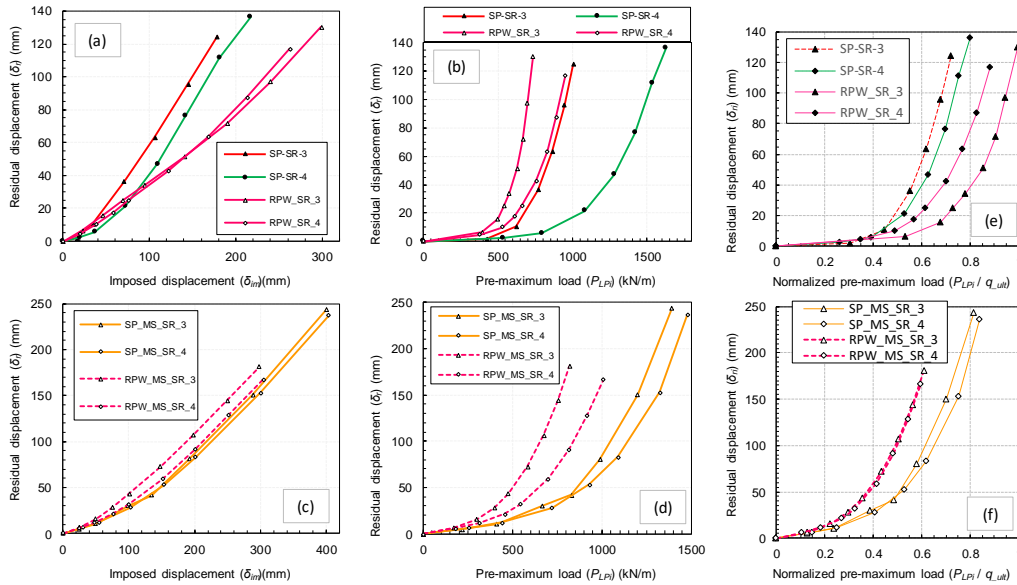 (a)
Residual displacement (δᵣ) (mm)
140
120
100
80
60
40
20
0
SP-SR-3
SP-SR-4
RPW_SR_3
RPW_SR_4
0 100 200 300
Imposed displacement (δim)(mm)
SP-SR-3 SP-SR-4
RPW_SR_3 RPW_SR_4
(b)
Residual displacement (δᵣ) (mm)
140
120
100
80
60
40
20
0
0 500 1000 1500
Pre-maximum load (PLPi) (kN/m)
SP-SR-3
SP-SR-4
RPW_SR_3
RPW_SR_4
(e)
Residual displacement (mm)
140
120
100
80
60
40
20
0
0 0.2 0.4 0.6 0.8 1
Normalized pre-maximum load (PLPi / q_ult)
SP_MS_SR_3
SP_MS_SR_4
RPW_MS_SR_3
RPW_MS_SR_4
(c)
Residual displacement (δᵣ) (mm)
250
200
150
100
50
0
0 100 200 300 400
Imposed displacement (δim)(mm)
SP_MS_SR_3
SP_MS_SR_4
RPW_MS_SR_3
RPW_MS_SR_4
(d)
Residual displacement (δᵣ) (mm)
250
200
150
100
50
0
0 500 1000 1500
Pre-maximum load (PLPi) (kN/m)
SP_MS_SR_3
SP_MS_SR_4
RPW_MS_SR_3
RPW_MS_SR_4
(f)
Residual displacement (mm)
250
200
150
100
50
0
0 0.2 0.4 0.6 0.8 1
Normalized pre-maximum load (PLPi / q_ult)